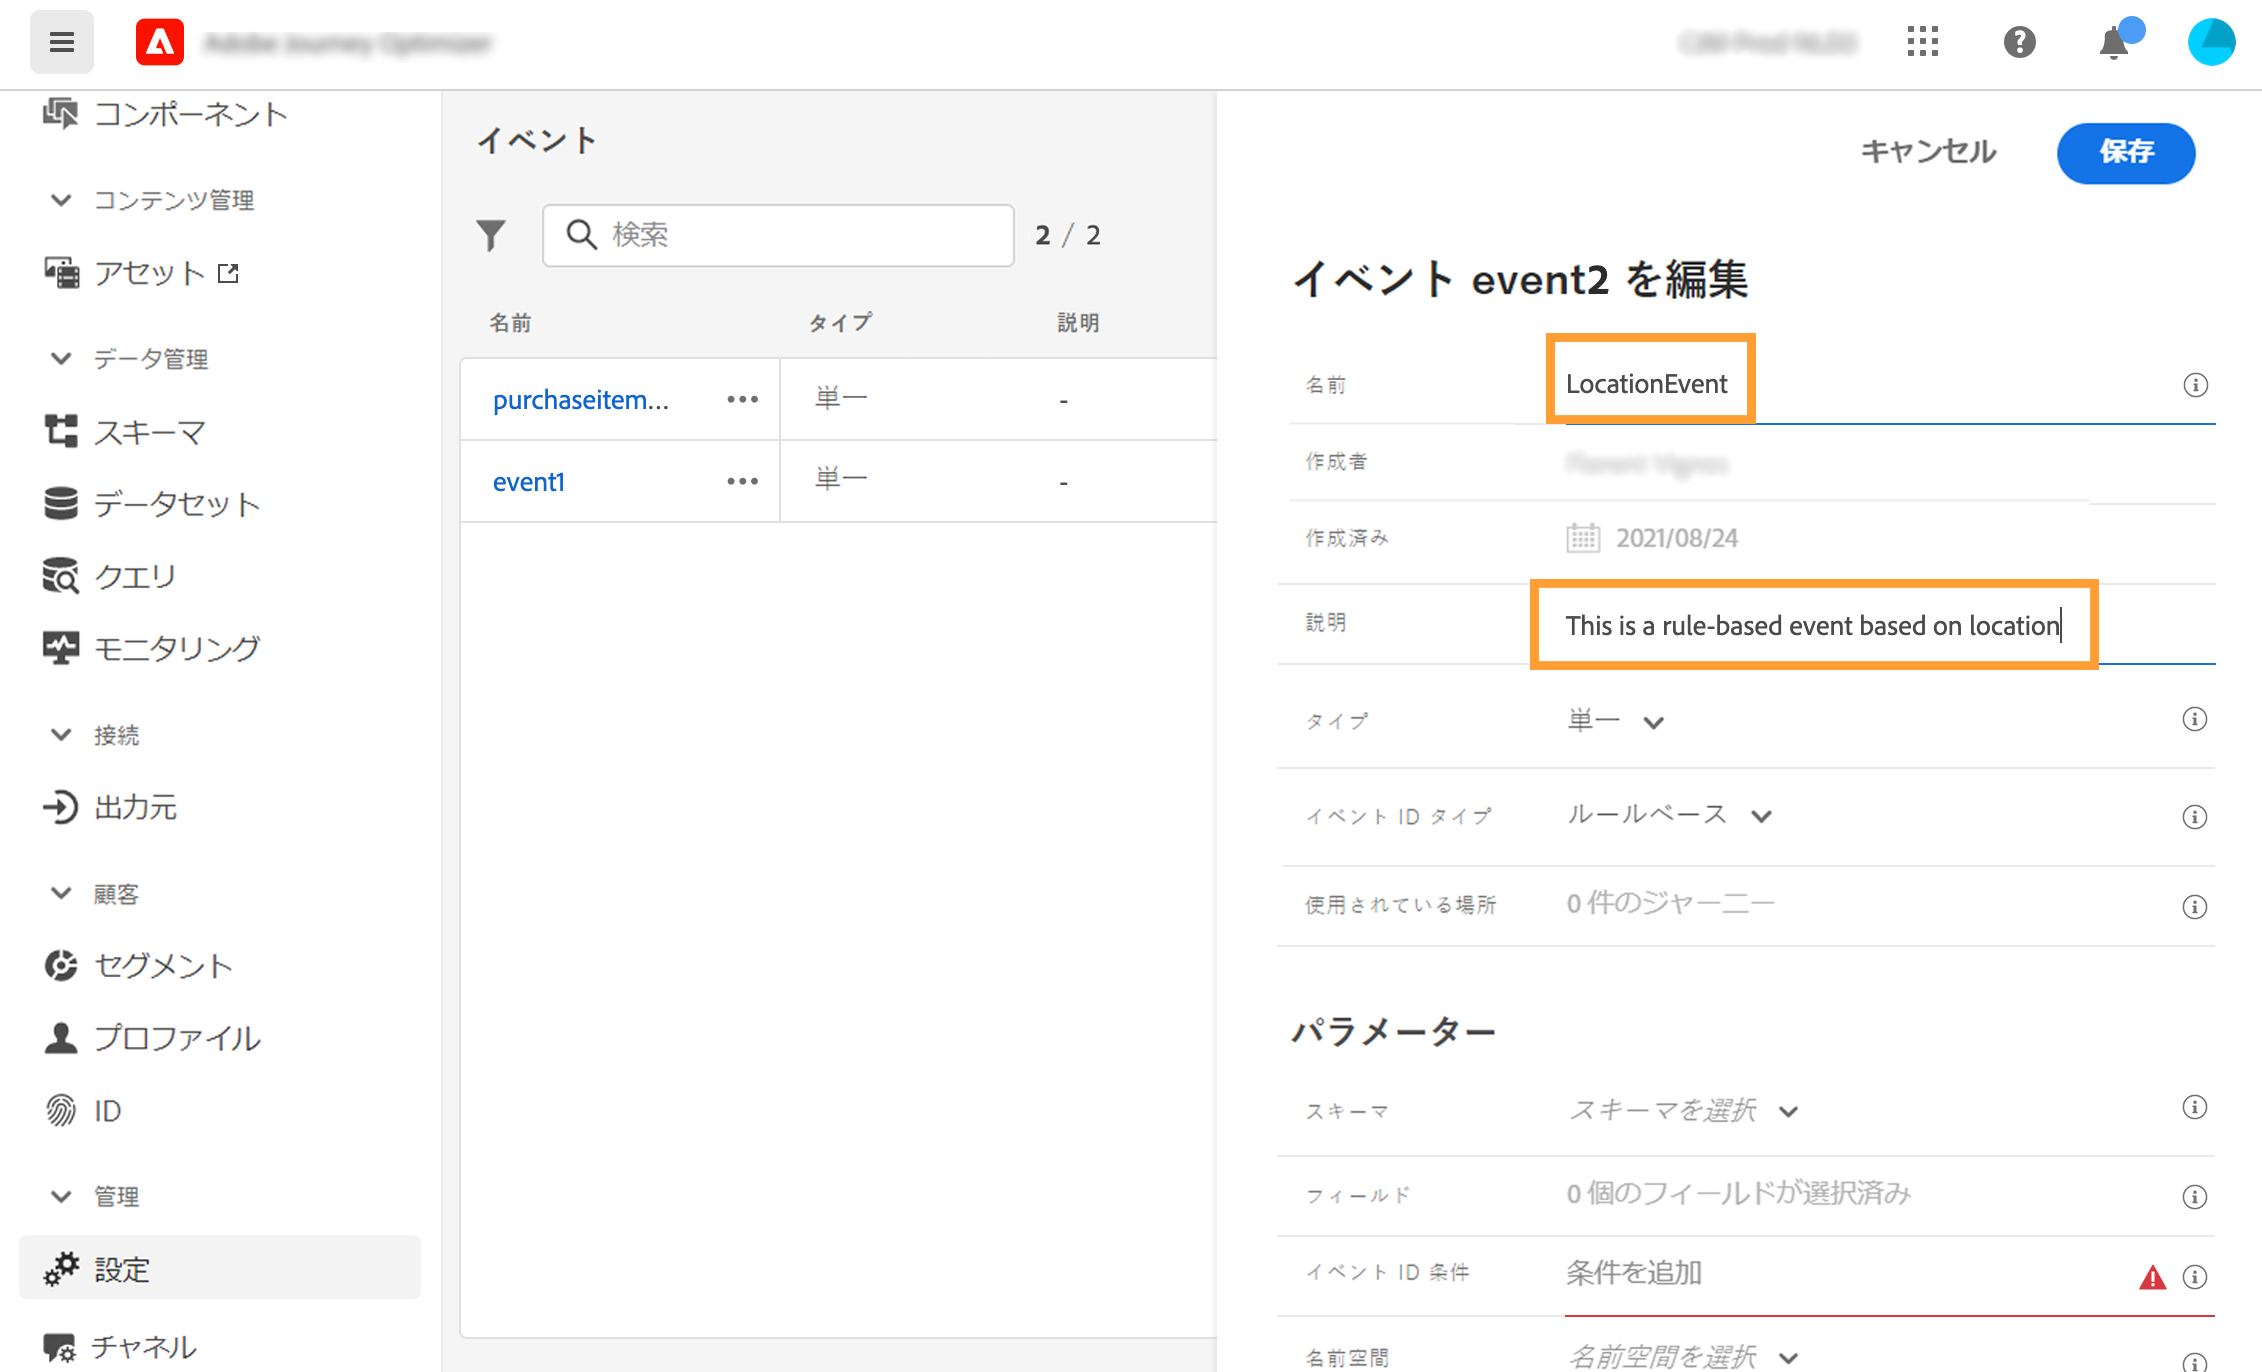 コンポーネント
コンテンツ管理
アセット
データ管理
スキーマ
データセット
クエリ
モニタリング
接続
出力元
顧客
セグメント
プロファイル
ID
管理
設定
チャネル
イベント
検索
2 / 2
名前 タイプ 説明
purchaseitem... 単一 -
event1 単一 -
キャンセル
保存
イベント event2 を編集
名前 LocationEvent
作成者
作成済み 2021/08/24
説明 This is a rule-based event based on location
タイプ 単一
イベント ID タイプ ルールベース
使用されている場所 0 件のジャーニー
パラメーター
スキーマ スキーマを選択
フィールド 0 個のフィールドが選択済み
イベント ID 条件 条件を追加
名前空間 名前空間を選択